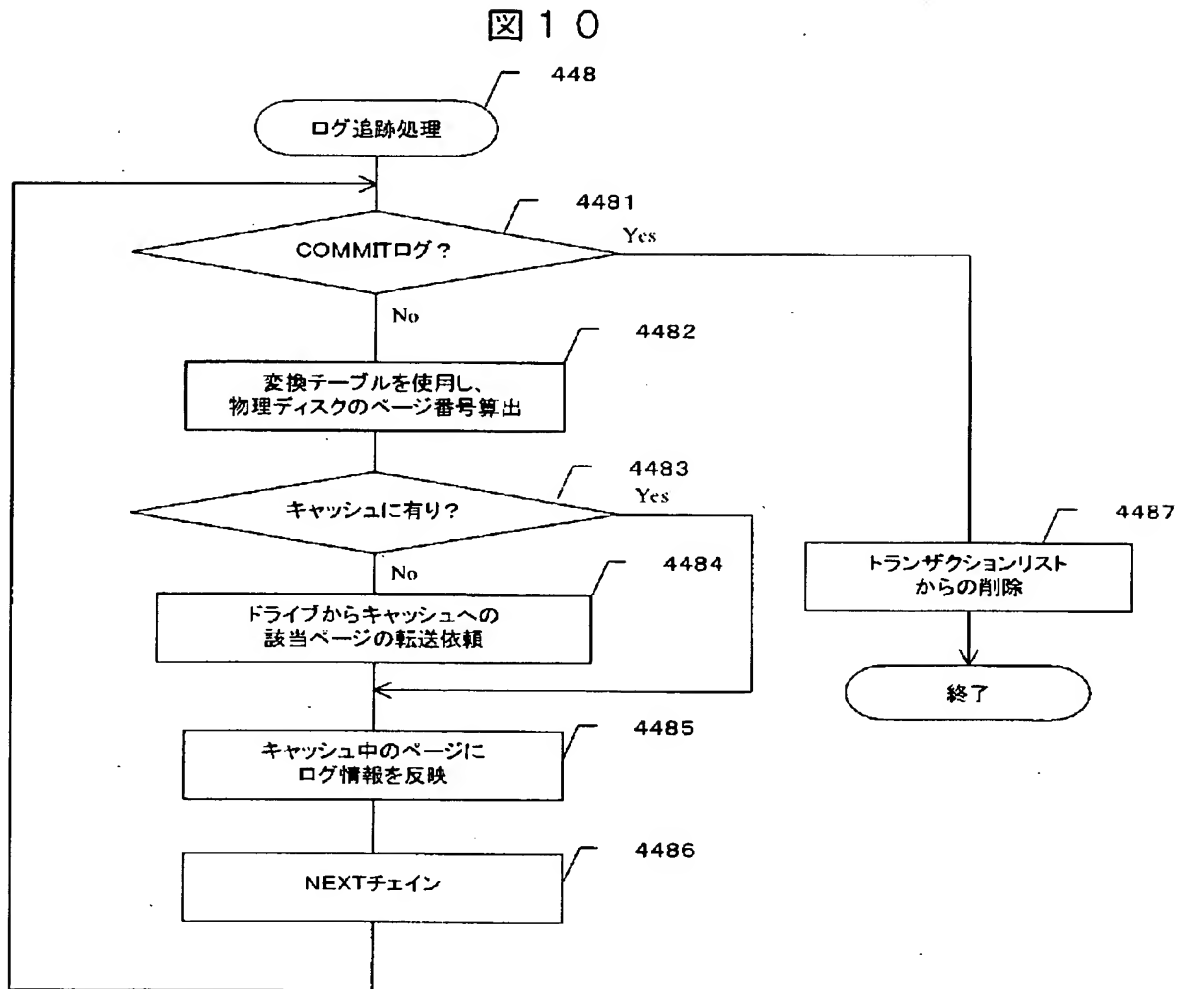 図10
448
ログ追跡処理
4481
COMMITログ?
Yes
No
4482
変換テーブルを使用し、
物理ディスクのページ番号算出
4483
キャッシュに有り?
Yes
No
4484
ドライブからキャッシュへの
該当ページの転送依頼
4485
キャッシュ中のページに
ログ情報を反映
4486
NEXTチェイン
4487
トランザクションリスト
からの削除
終了